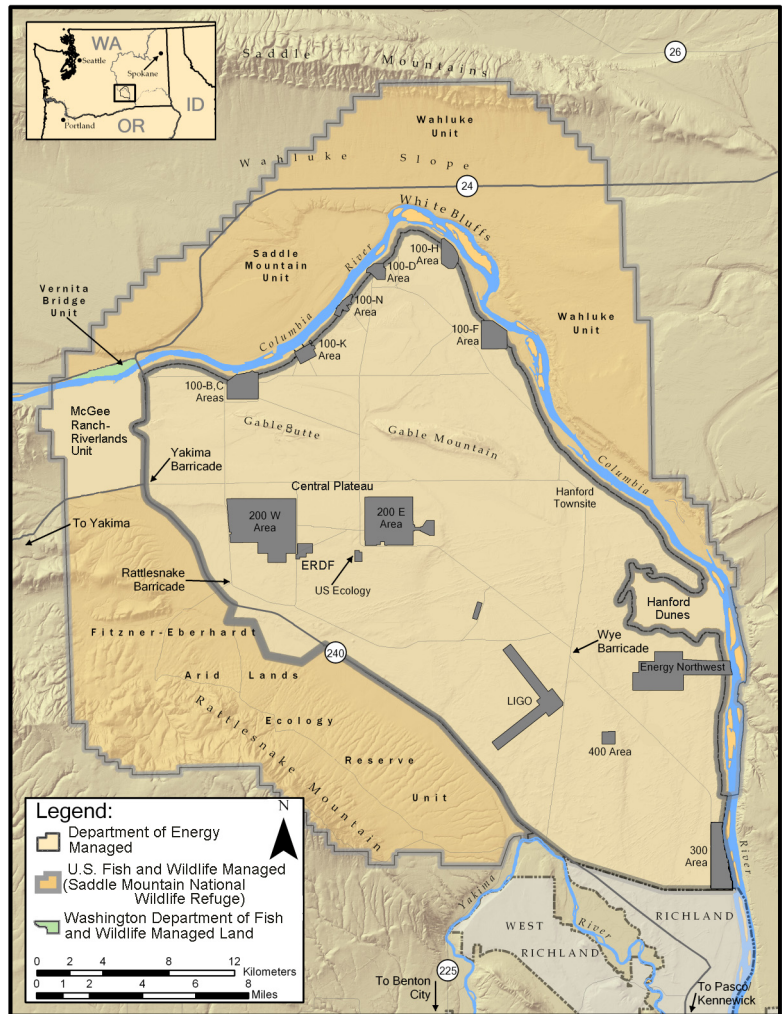 WA
Seattle
Spokane
ID
Portland
OR
26
Saddle Mountains
Wahluke
Unit
Wahluke Slope
24
White Bluffs
Saddle
Mountain
Unit
Columbia River
100-H
Area
100-D
Area
Vernita
Bridge
Unit
100-N
Area
Wahluke
Unit
100-F
Area
100-K
Area
100-B,C
Areas
McGee
Ranch-
Riverlands
Unit
Gable Butte
Gable Mountain
Yakima
Barricade
Columbia
Central Plateau
Hanford
Townsite
200 W
Area
200 E
Area
To Yakima
ERDF
US Ecology
Rattlesnake
Barricade
Hanford
Dunes
Fitzner-Eberhardt
Arid Lands
Ecology
Reserve
Unit
240
Wye
Barricade
Energy Northwest
LIGO
400 Area
Rattlesnake Mountain
300
Area
River
Legend:
N
Department of Energy
Managed
U.S. Fish and Wildlife Managed
(Saddle Mountain National
Wildlife Refuge)
Washington Department of Fish
and Wildlife Managed Land
0 2 4 8 12
Kilometers
0 1 2 4 6 8
Miles
Yakima River
WEST
RICHLAND
RICHLAND
225
To Benton
City
To Pasco/
Kennewick